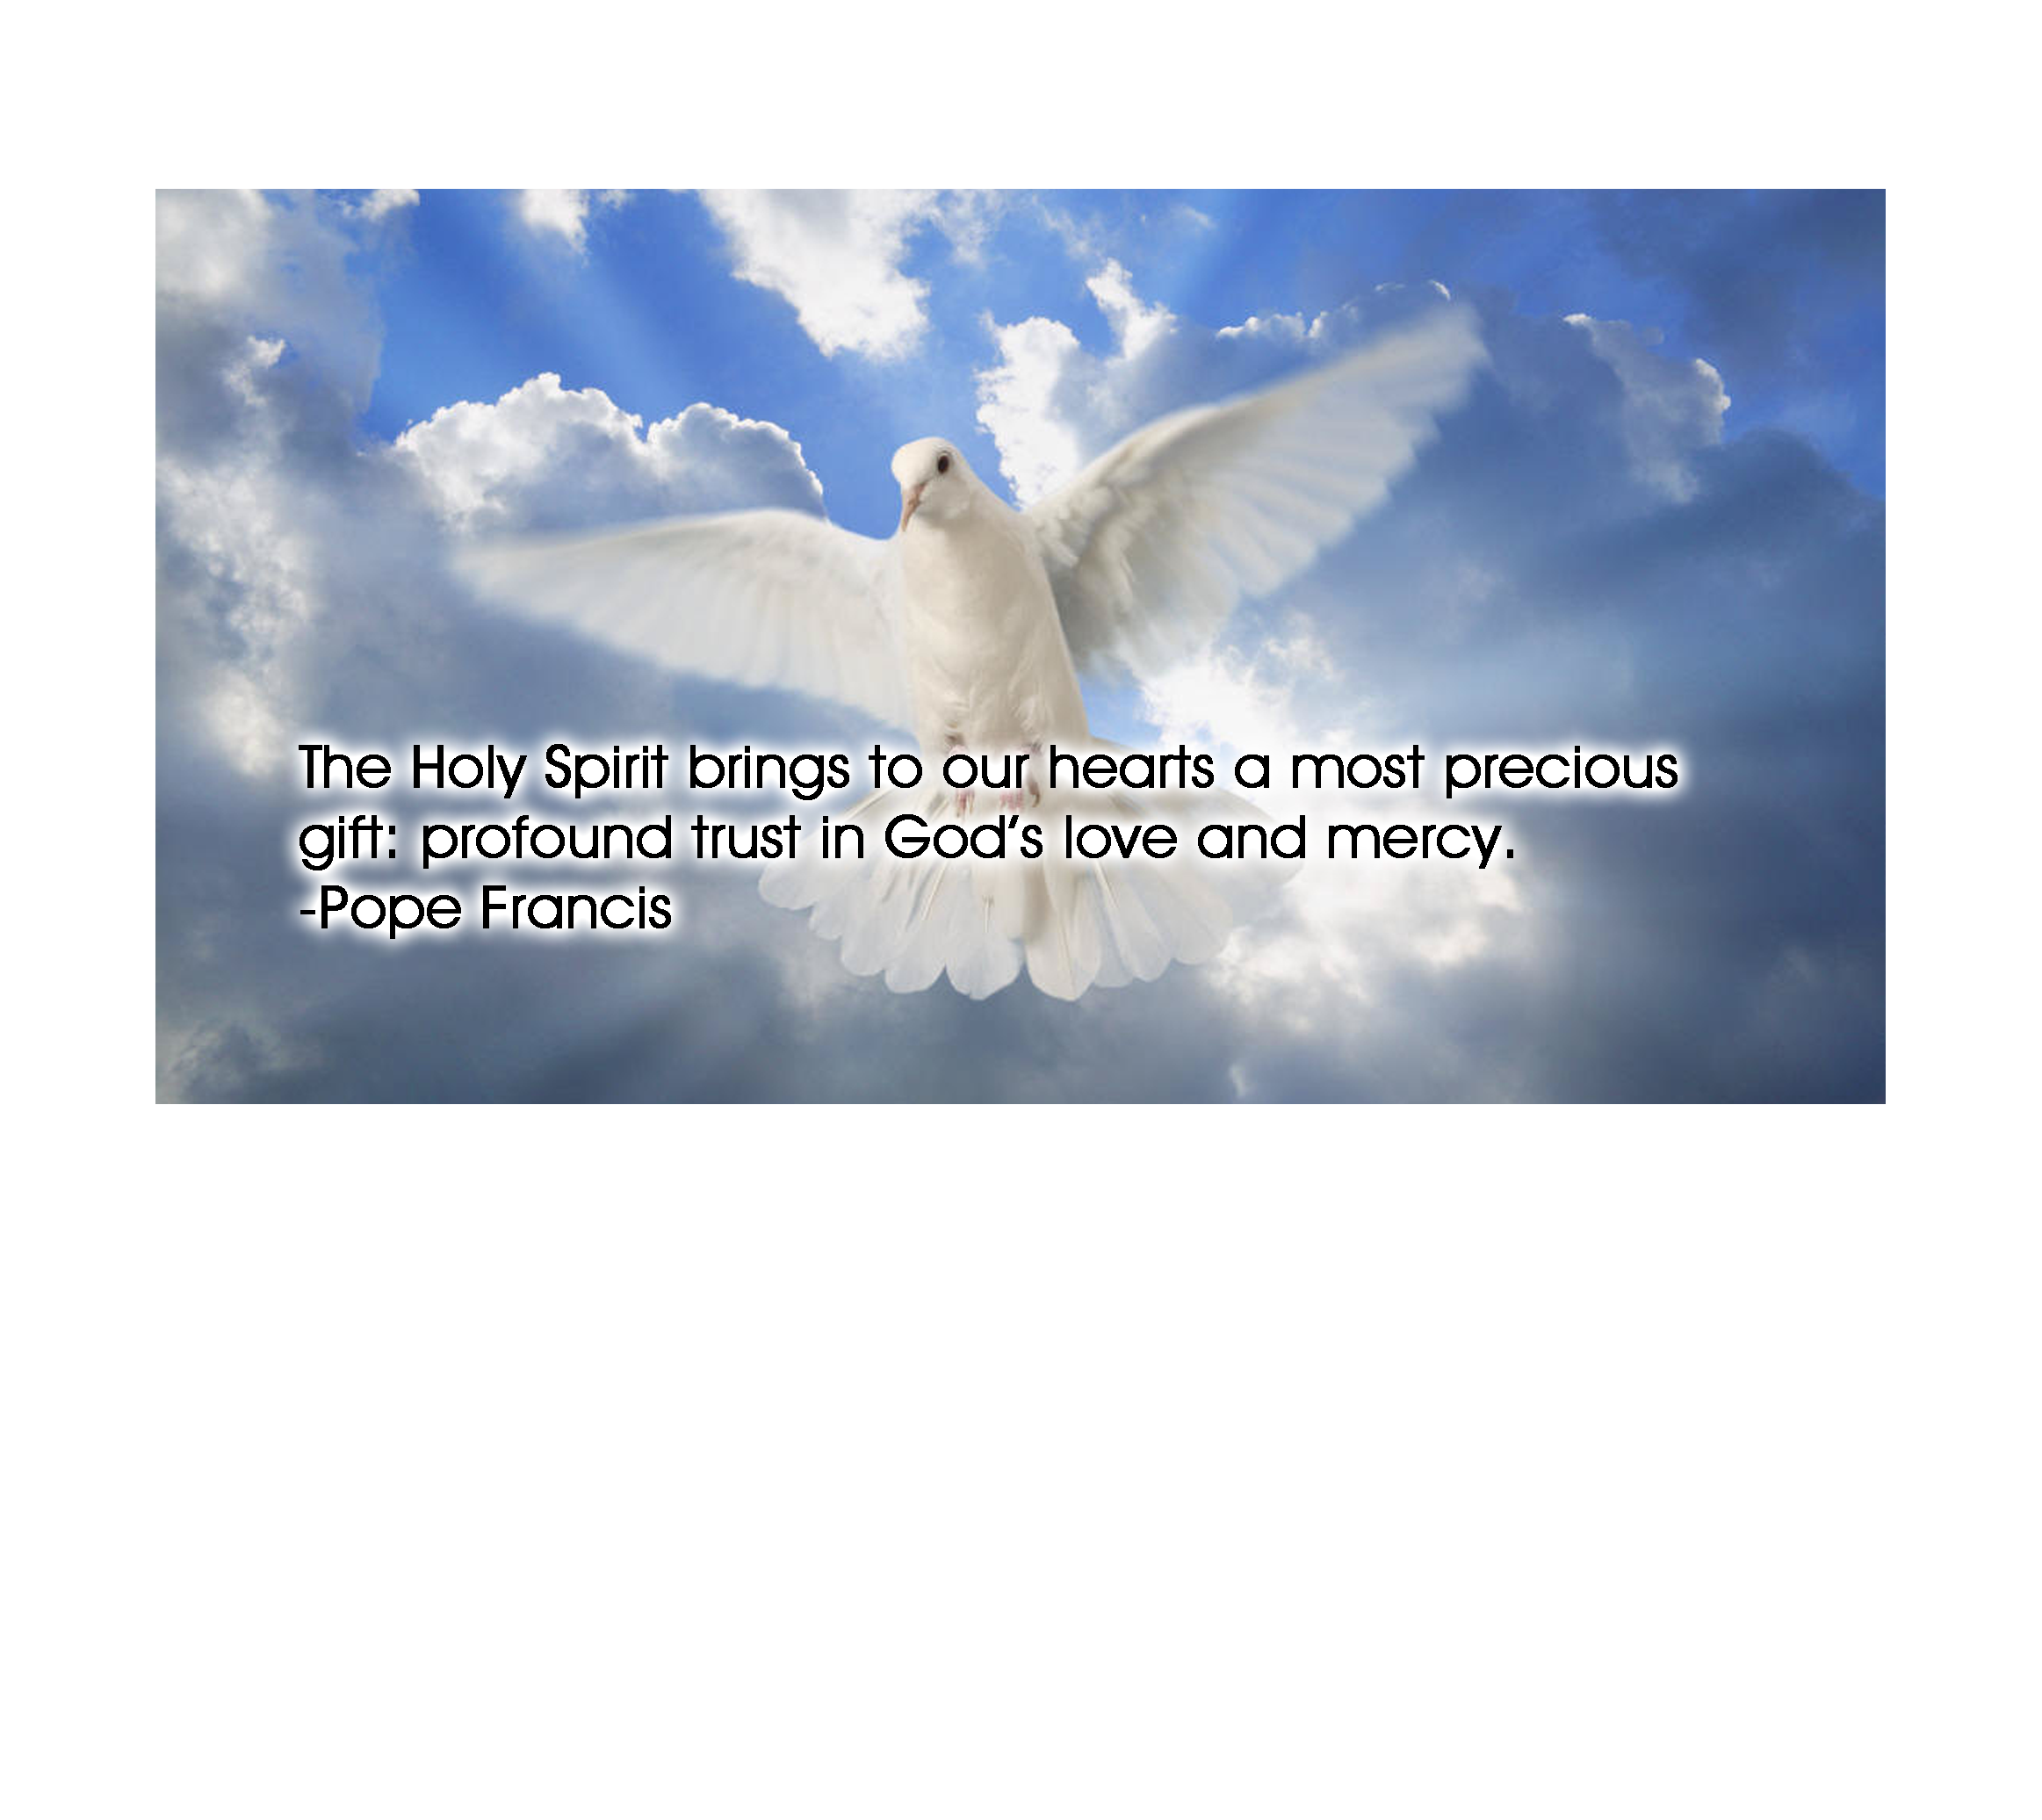 The Holy Spirit brings to our hearts a most precious
gift: profound trust in God’s love and mercy.
-Pope Francis